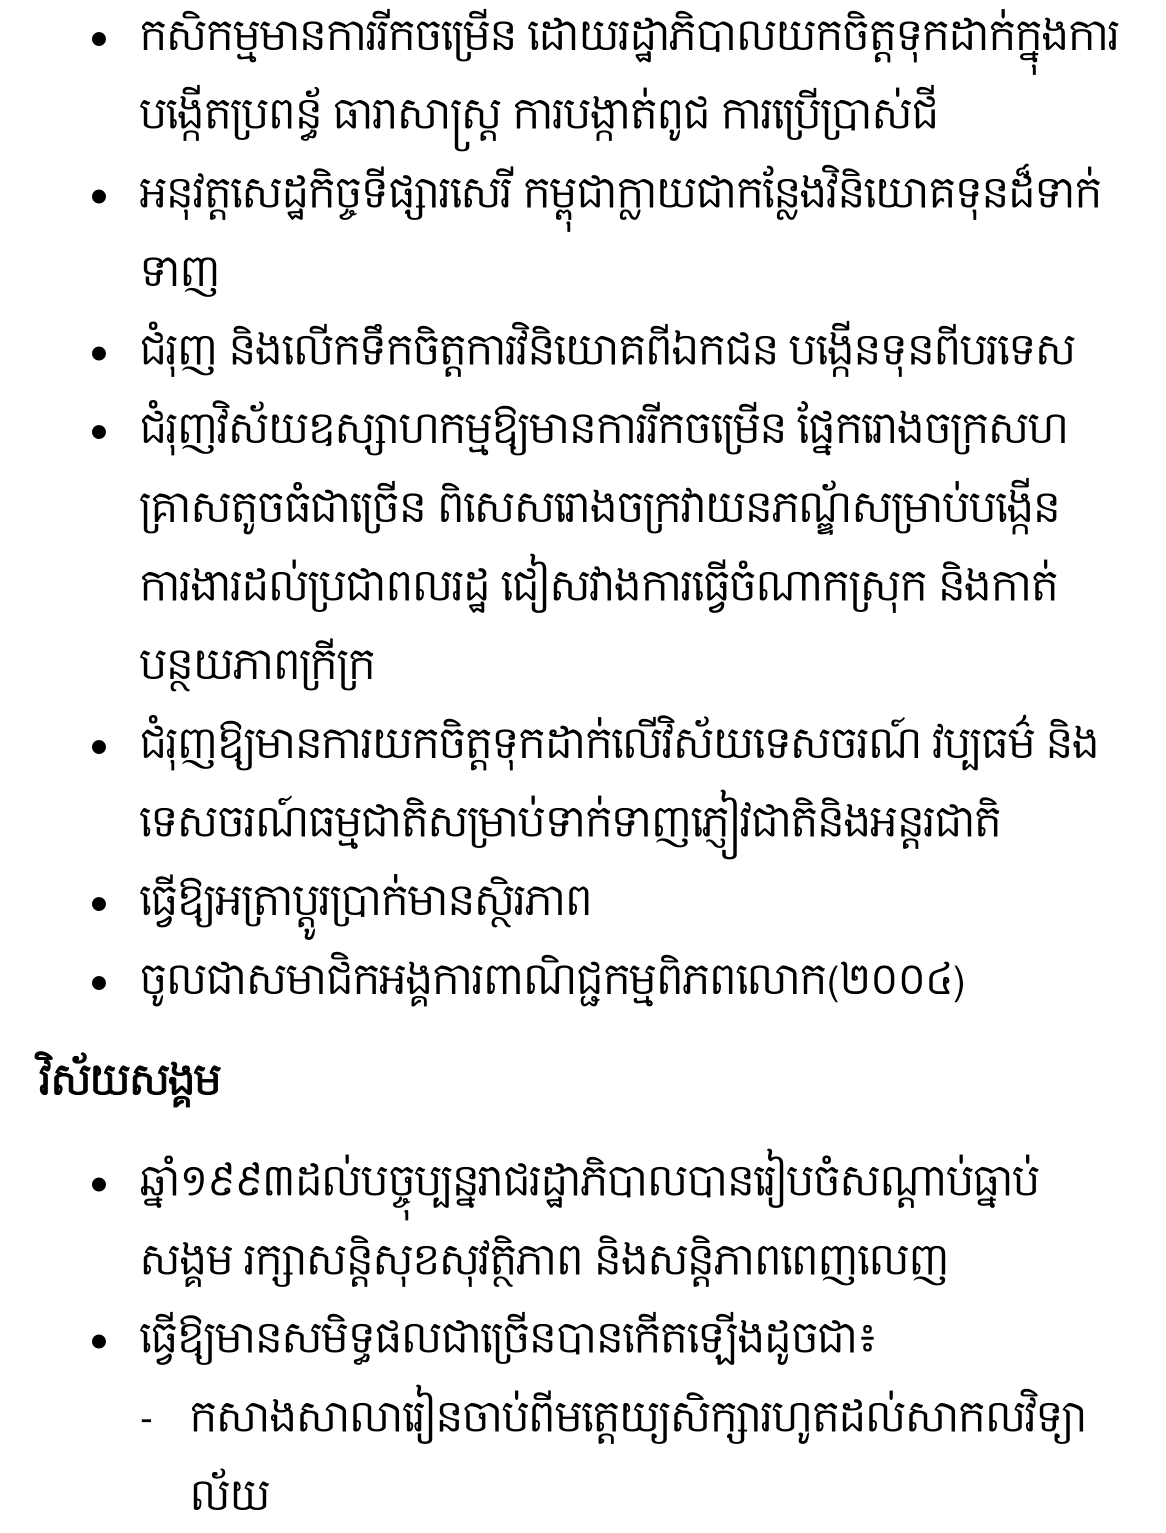 • កសិកម្មមានការរីកចម្រើន ដោយរដ្ឋាភិបាលយកចិត្តទុកដាក់ក្នុងការ
បង្កើតប្រពន្ធ័ ធារាសាស្ត្រ ការបង្កាត់ពូជ ការប្រើប្រាស់ជី
• អនុវត្តសេដ្ឋកិច្ចទីផ្សារសេរី កម្ពុជាក្លាយជាកន្លែងវិនិយោគទុនដ៏ទាក់
ទាញ
• ជំរុញ និងលើកទឹកចិត្តការវិនិយោគពីឯកជន បង្កើនទុនពីបរទេស
• ជំរុញវិស័យឧស្សាហកម្មឱ្យមានការរីកចម្រើន ផ្នែករោងចក្រសហ
គ្រាសតូចធំជាច្រើន ពិសេសរោងចក្រវាយនភណ្ឌ័សម្រាប់បង្កើន
ការងារដល់ប្រជាពលរដ្ឋ ជៀសវាងការធ្វើចំណាកស្រុក និងកាត់
បន្ថយភាពក្រីក្រ
• ជំរុញឱ្យមានការយកចិត្តទុកដាក់លើវិស័យទេសចរណ៍ វប្បធម៌ និង
ទេសចរណ៍ធម្មជាតិសម្រាប់ទាក់ទាញភ្ញៀវជាតិនិងអន្តរជាតិ
• ធ្វើឱ្យអត្រាប្តូរប្រាក់មានស្ថិរភាព
• ចូលជាសមាជិកអង្គការពាណិជ្ជកម្មពិភពលោក(២០០៤)
វិស័យសង្គម
• ឆ្នាំ១៩៩៣ដល់បច្ចុប្បន្នរាជរដ្ឋាភិបាលបានរៀបចំសណ្តាប់ធ្នាប់
សង្គម រក្សាសន្តិសុខសុវត្ថិភាព និងសន្តិភាពពេញលេញ
• ធ្វើឱ្យមានសមិទ្ធផលជាច្រើនបានកើតឡើងដូចជា៖
- កសាងសាលារៀនចាប់ពីមត្តេយ្យសិក្សារហូតដល់សាកលវិទ្យា
ល័យ